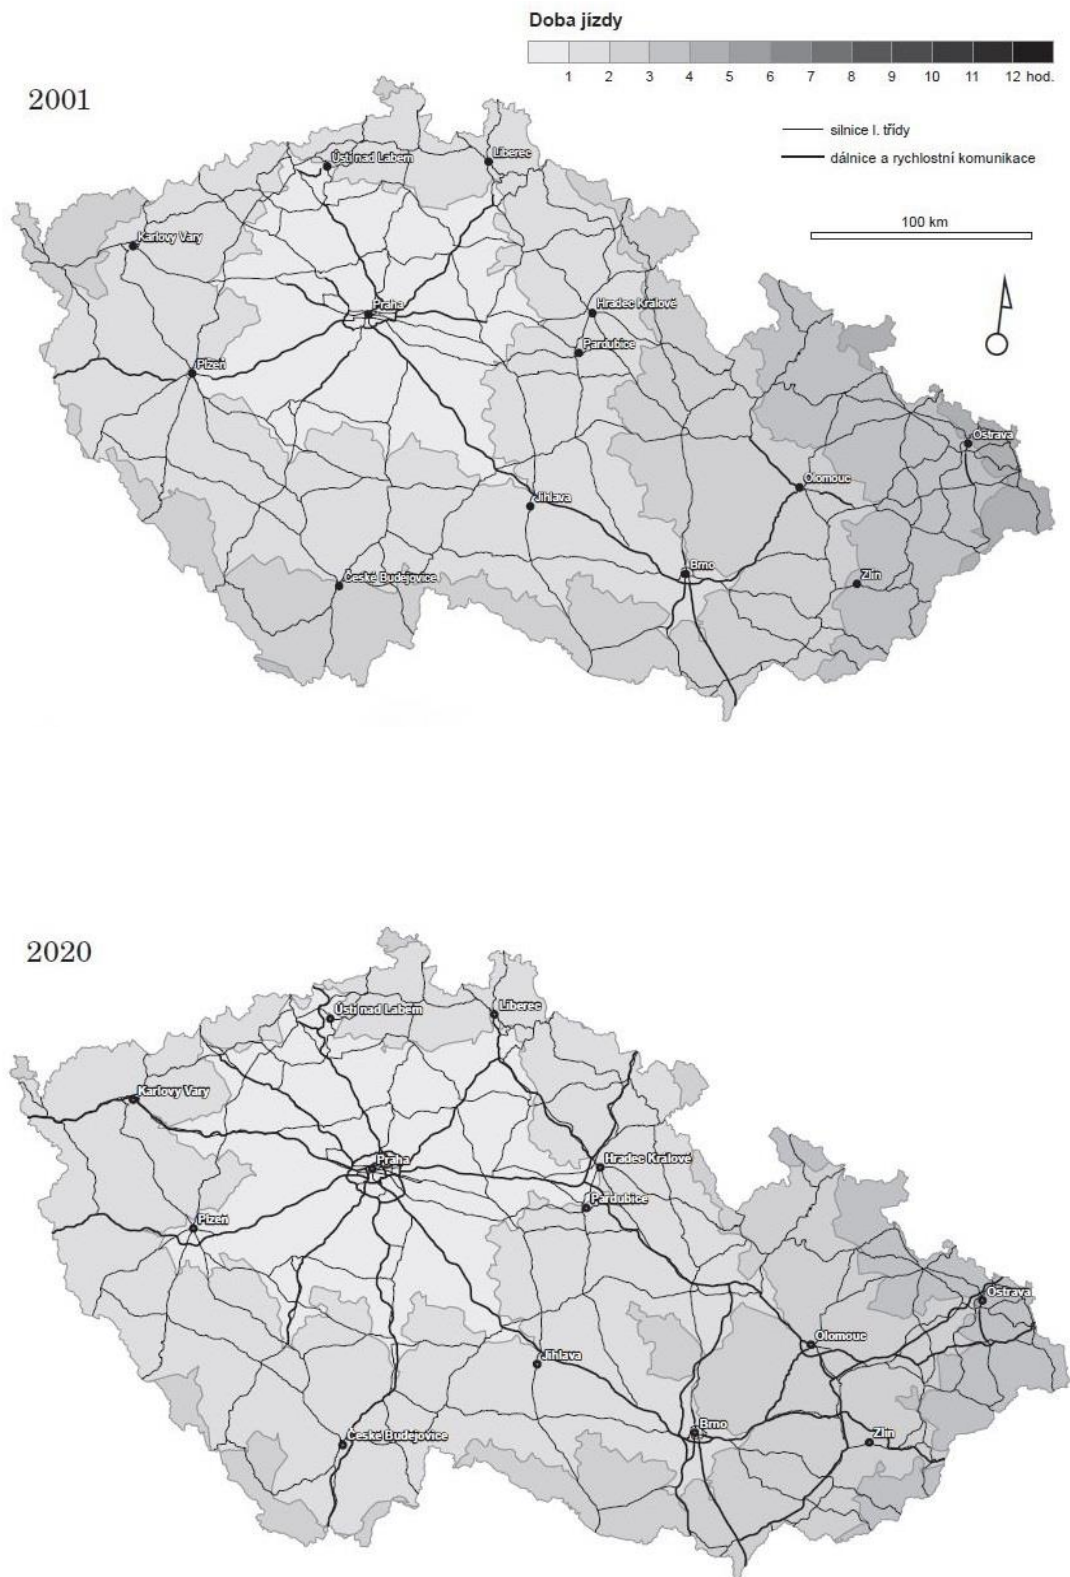 Doba jízdy
1 2 3 4 5 6 7 8 9 10 11 12 hod.
2001
silnice I. třídy
dálnice a rychlostní komunikace
100 km
Ústí nad Labem
Liberec
Karlovy Vary
Praha
Hradec Králové
Pardubice
Plzeň
Ostrava
Olomouc
Jihlava
Brno
České Budejovice
Zlín
2020
Ústí nad Labem
Liberec
Karlovy Vary
Praha
Hradec Králové
Pardubice
Plzeň
Ostrava
Olomouc
Jihlava
Brno
České Budejovice
Zlín